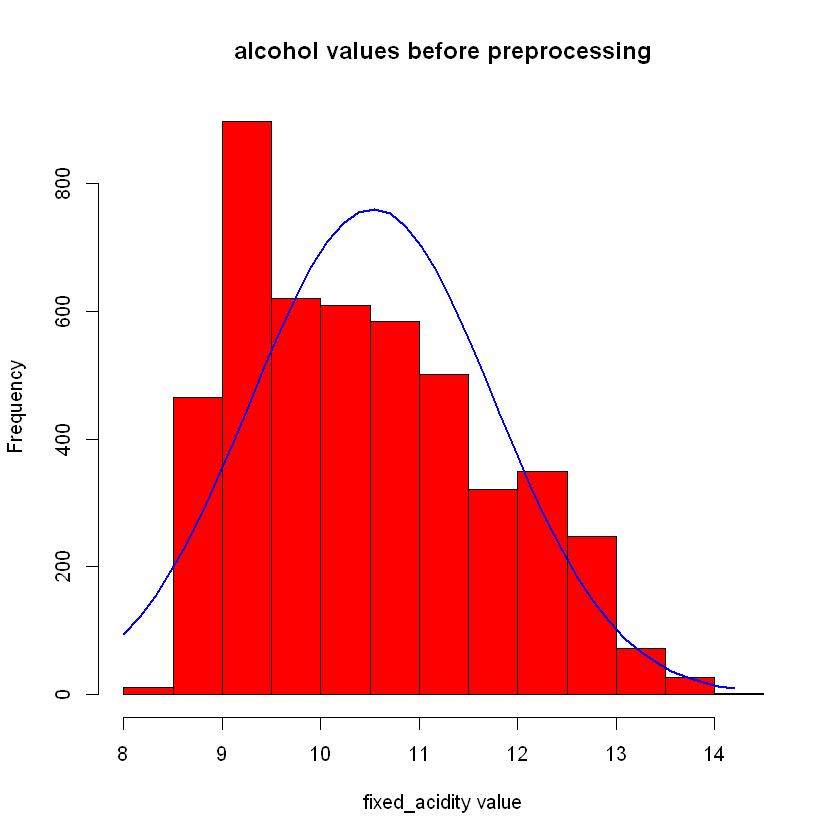 alcohol values before preprocessing
Frequency
800
600
400
200
0
8 9 10 11 12 13 14
fixed_acidity value